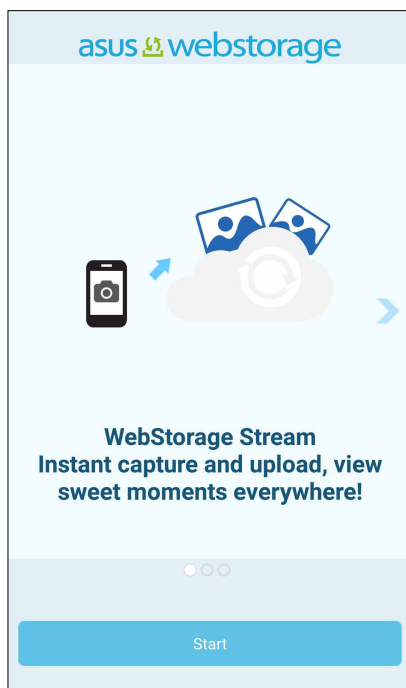 asus webstorage
WebStorage Stream
Instant capture and upload, view
sweet moments everywhere!
Start